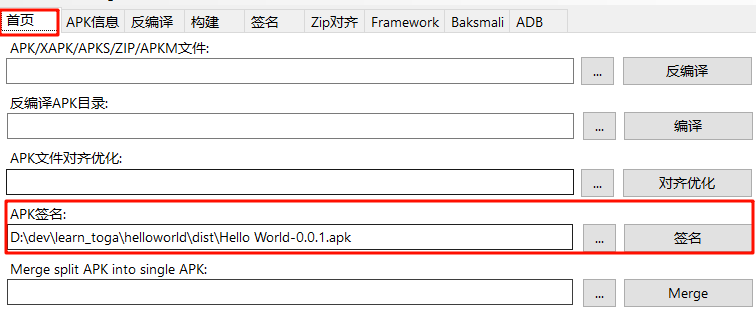 首页 APK信息 反编译 构建 签名 Zip对齐 Framework Baksmali ADB
APK/XAPK/APKS/ZIP/APKM文件:
... 反编译
反编译APK目录:
... 编译
APK文件对齐优化:
... 对齐优化
APK签名:
D:\dev\learn_toga\helloworld\dist\Hello World-0.0.1.apk ... 签名
Merge split APK into single APK:
... Merge